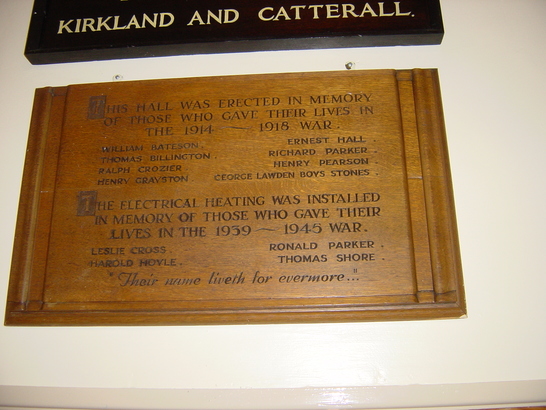 KIRKLAND AND CATTERALL.
THIS HALL WAS ERECTED IN MEMORY
OF THOSE WHO GAVE THEIR LIVES IN
THE 1914 — 1918 WAR.
WILLIAM BATESON. ERNEST HALL.
THOMAS BILLINGTON. RICHARD PARKER.
RALPH CROZIER HENRY PEARSON
HENRY GRAYSTON. GEORGE LAWDEN BOYS STONES.
THE ELECTRICAL HEATING WAS INSTALLED
IN MEMORY OF THOSE WHO GAVE THEIR
LIVES IN THE 1939 — 1945 WAR.
LESLIE CROSS. RONALD PARKER.
HAROLD HOYLE. THOMAS SHORE.
"Their name liveth for evermore..."